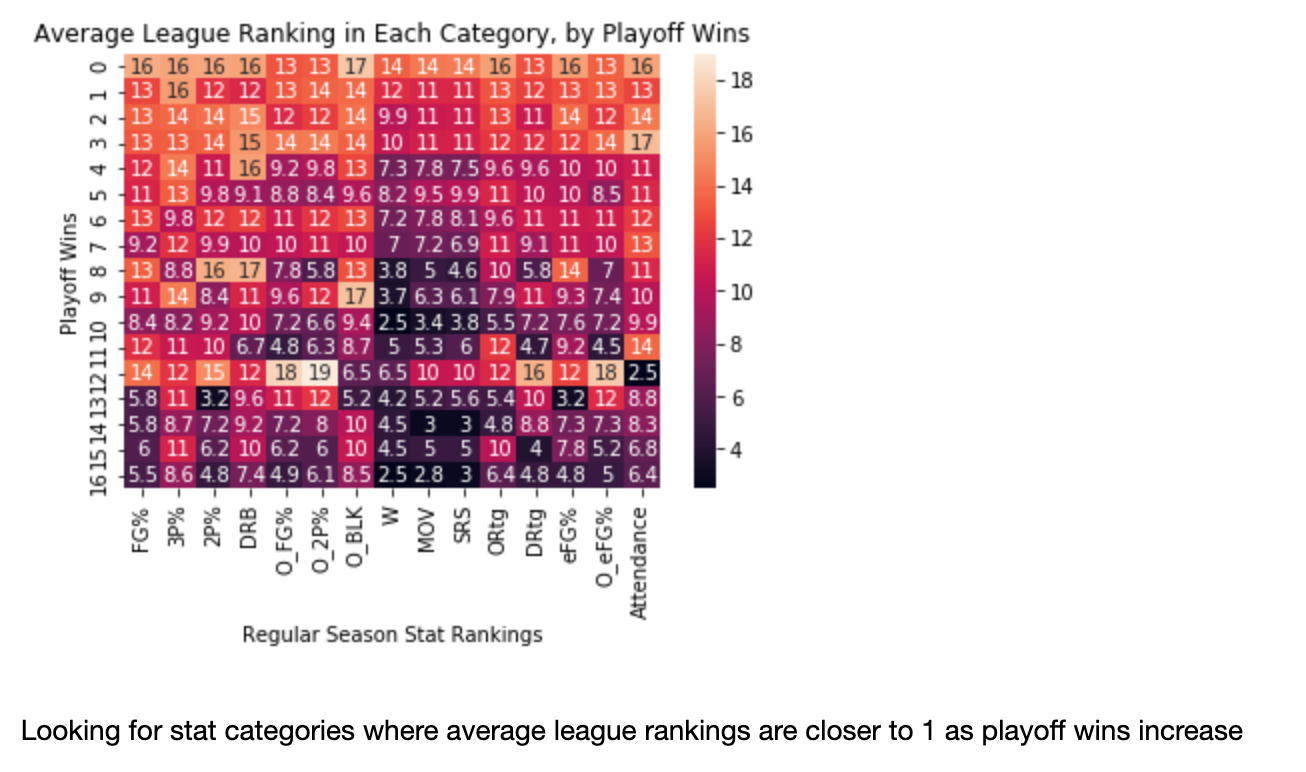 Average League Ranking in Each Category, by Playoff Wins
0 16 16 16 16 13 13 17 14 14 14 16 13 16 13 16
1 13 16 12 12 13 14 14 12 11 11 13 12 13 13 13
2 13 14 14 15 12 12 14 9.9 11 11 13 11 14 12 14
3 13 13 14 15 14 14 14 10 11 11 12 12 12 14 17
4 12 14 11 16 9.2 9.8 13 7.3 7.8 7.5 9.6 9.6 10 10 11
5 11 13 9.8 9.1 8.8 8.4 9.6 8.2 9.5 9.9 11 10 10 8.5 11
6 13 9.8 12 12 11 12 13 7.2 7.8 8.1 9.6 11 11 11 12
7 9.2 12 9.9 10 10 11 10 7 7.2 6.9 11 9.1 11 10 13
8 13 8.8 16 17 7.8 5.8 13 3.8 5 4.6 10 5.8 14 7 11
9 11 14 8.4 11 9.6 12 17 3.7 6.3 6.1 7.9 11 9.3 7.4 10
10 8.4 8.2 9.2 10 7.2 6.6 9.4 2.5 3.4 3.8 5.5 7.2 7.6 7.2 9.9
11 12 11 10 6.7 4.8 6.3 8.7 5 5.3 6 12 4.7 9.2 4.5 14
12 14 12 15 12 18 19 6.5 6.5 10 10 12 16 12 18 2.5
13 5.8 11 3.2 9.6 11 12 5.2 4.2 5.2 5.6 5.4 10 3.2 12 8.8
14 5.8 8.7 7.2 9.2 7.2 8 10 4.5 3 3 4.8 8.8 7.3 7.3 8.3
15 6 11 6.2 10 6.2 6 10 4.5 5 5 10 4 7.8 5.2 6.8
16 5.5 8.6 4.8 7.4 4.9 6.1 8.5 2.5 2.8 3 6.4 4.8 4.8 5 6.4
Playoff Wins
FG% 3P% 2P% DRB O_FG% O_2P% O_BLK W MOV SRS ORtg DRtg eFG% O_eFG% Attendance
Regular Season Stat Rankings
18
16
14
12
10
8
6
4
Looking for stat categories where average league rankings are closer to 1 as playoff wins increase